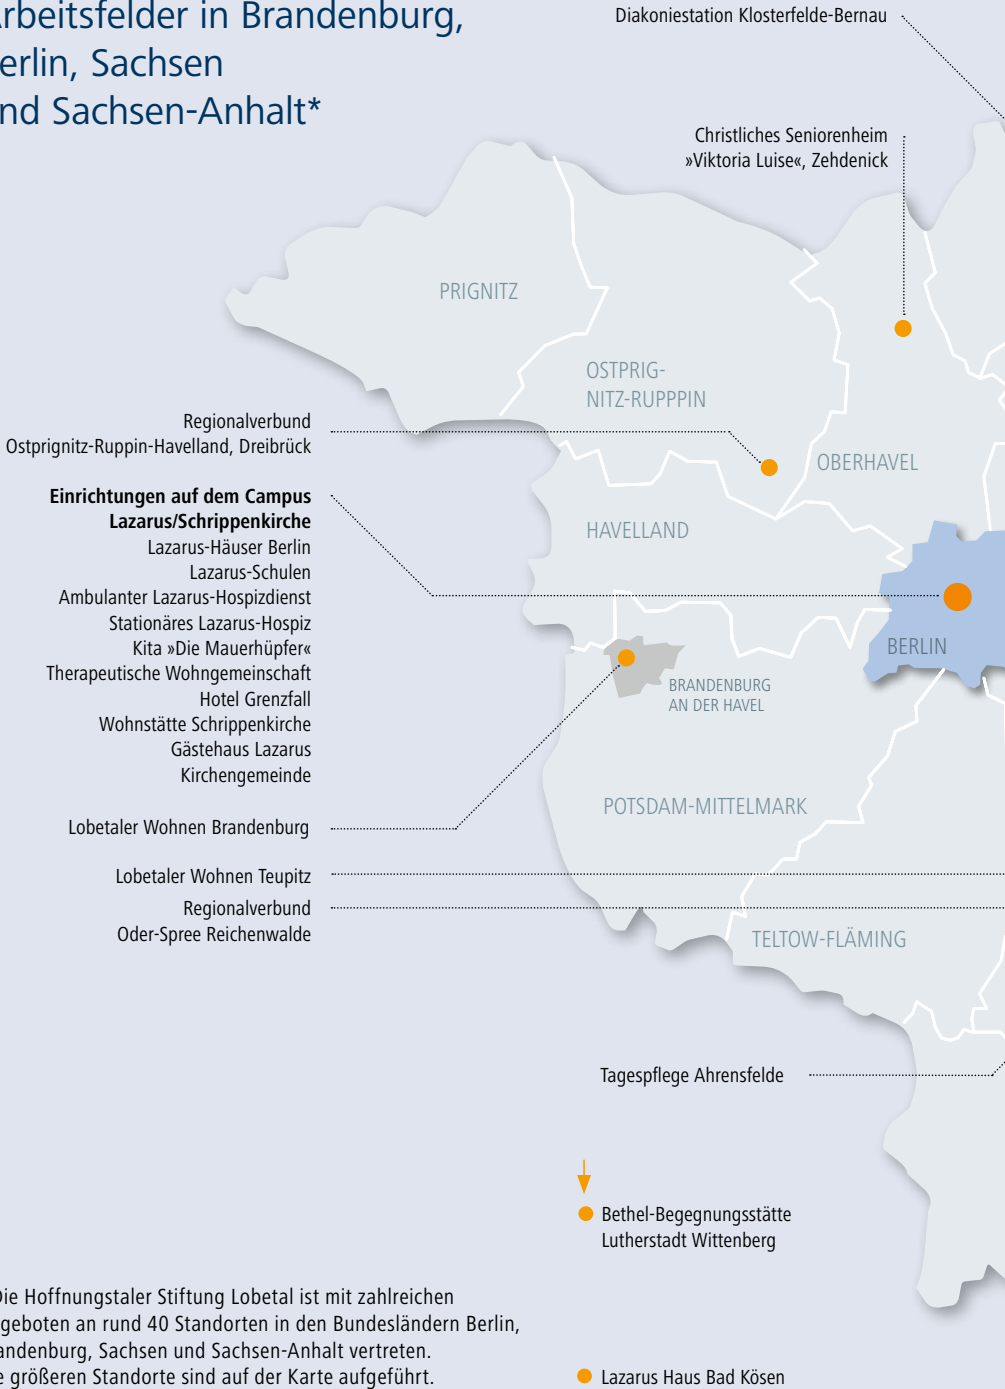 rbeitsfelder in Brandenburg,
erlin, Sachsen
nd Sachsen-Anhalt*
Diakoniestation Klosterfelde-Bernau
Christliches Seniorenheim
»Viktoria Luise«, Zehdenick
PRIGNITZ
OSTPRIG-
NITZ-RUPPPIN
OBERHAVEL
HAVELLAND
BERLIN
BRANDENBURG
AN DER HAVEL
POTSDAM-MITTELMARK
TELTOW-FLÄMING
Regionalverbund
Ostprignitz-Ruppin-Havelland, Dreibrück
Einrichtungen auf dem Campus
Lazarus/Schrippenkirche
Lazarus-Häuser Berlin
Lazarus-Schulen
Ambulanter Lazarus-Hospizdienst
Stationäres Lazarus-Hospiz
Kita »Die Mauerhüpfer«
Therapeutische Wohngemeinschaft
Hotel Grenzfall
Wohnstätte Schrippenkirche
Gästehaus Lazarus
Kirchengemeinde
Lobetaler Wohnen Brandenburg
Lobetaler Wohnen Teupitz
Regionalverbund
Oder-Spree Reichenwalde
Tagespflege Ahrensfelde
Bethel-Begegnungsstätte
Lutherstadt Wittenberg
Die Hoffnungstaler Stiftung Lobetal ist mit zahlreichen
geboten an rund 40 Standorten in den Bundesländern Berlin,
andenburg, Sachsen und Sachsen-Anhalt vertreten.
e größeren Standorte sind auf der Karte aufgeführt.
Lazarus Haus Bad Kösen